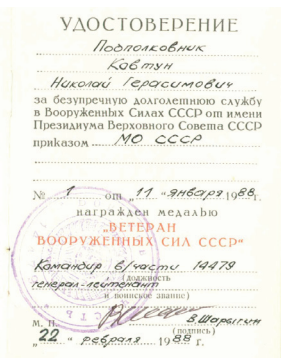 УДОСТОВЕРЕНИЕ
Подполковник
Ковтун
Николай Герасимович
за безупречную долголетнюю службу
в Вооруженных Силах СССР от имени
Президиума Верховного Совета СССР
приказом МО СССР
№ 1 от „11“ января 1988г.
награжден медалью
„ВЕТЕРАН
ВООРУЖЕННЫХ СИЛ СССР“
Командир в/части 14479
(должность
генерал-лейтенант
и воинское звание)
В.Шарыгин
М. П. (подпись)
„22“ февраля 1988 г.